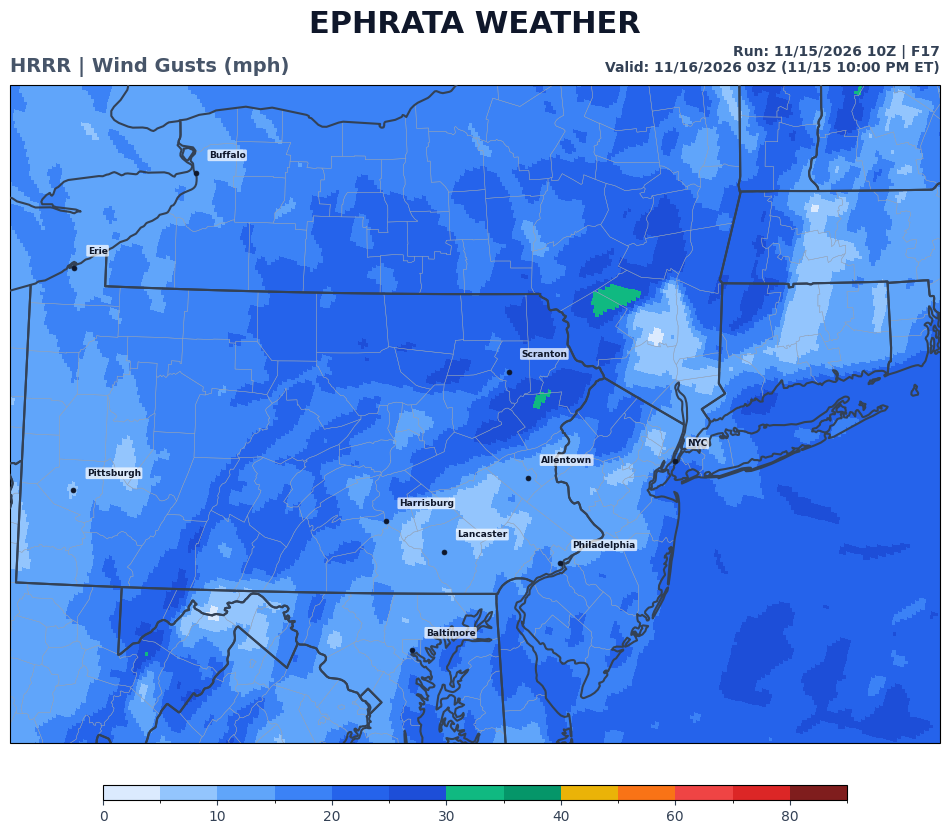 EPHRATA WEATHER
HRRR | Wind Gusts (mph)
Run: 11/15/2026 10Z | F17
Valid: 11/16/2026 03Z (11/15 10:00 PM ET)
Buffalo
Erie
Scranton
NYC
Allentown
Pittsburgh
Harrisburg
Lancaster
Philadelphia
Baltimore
0 10 20 30 40 60 80